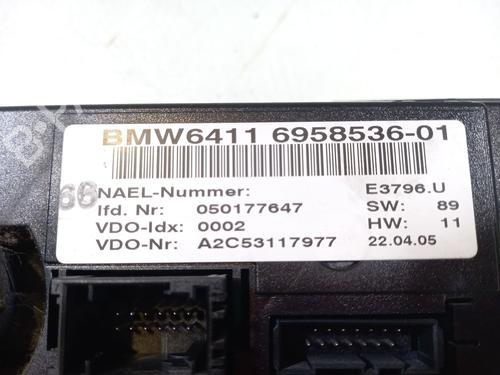 BMW6411 6958536-01
66
NAEL-Nummer: E3796.U
lfd. Nr: 050177647 SW: 89
VDO-Idx: 0002 HW: 11
VDO-Nr: A2C53117977 22.04.05